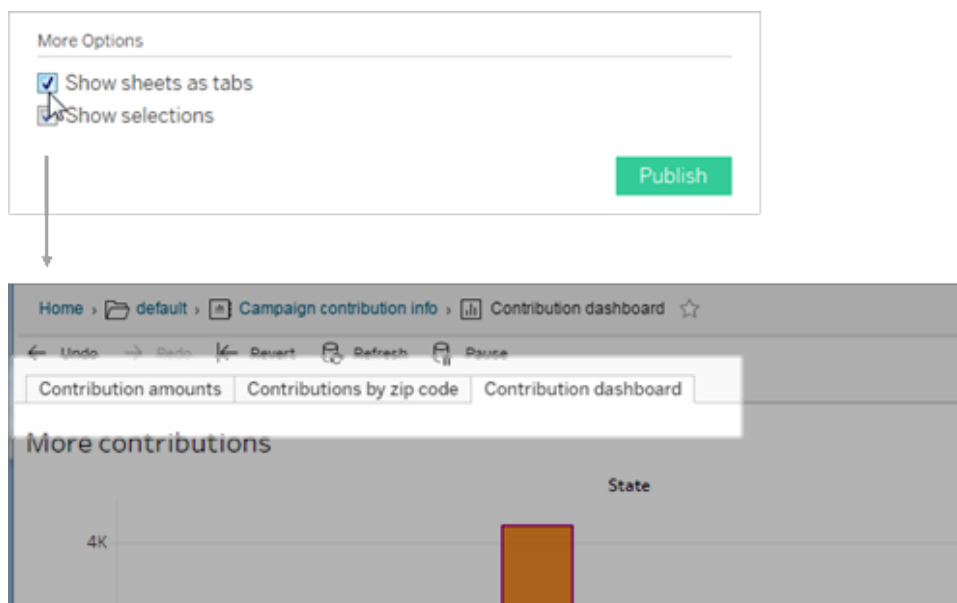 More Options
Show sheets as tabs
Show selections
Publish
Home › default › Campaign contribution info › Contribution dashboard
Undo Redo Revert Refresh Pause
Contribution amounts Contributions by zip code Contribution dashboard
More contributions
State
4K